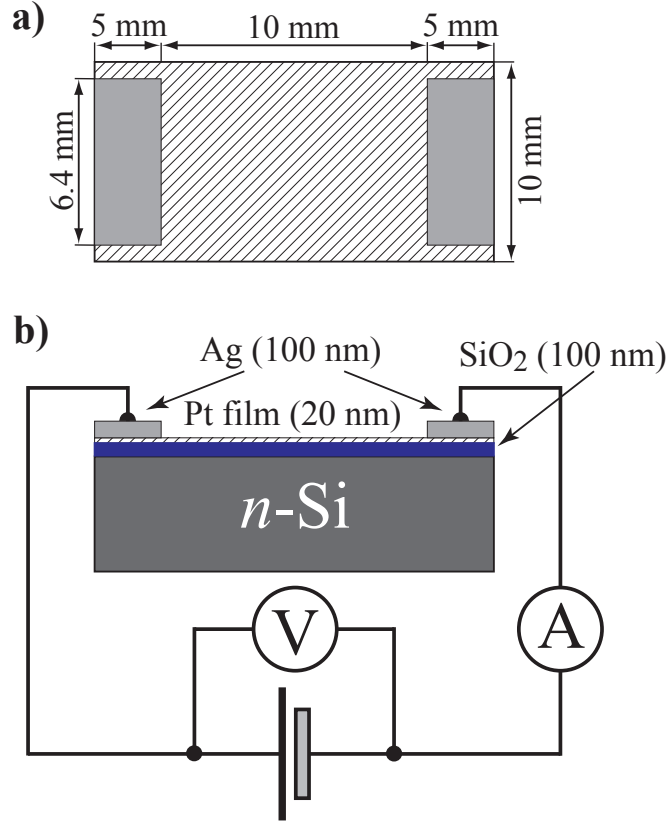 a)
5 mm
10 mm
5 mm
6.4 mm
10 mm
b)
Ag (100 nm)
SiO₂ (100 nm)
Pt film (20 nm)
n-Si
V
A